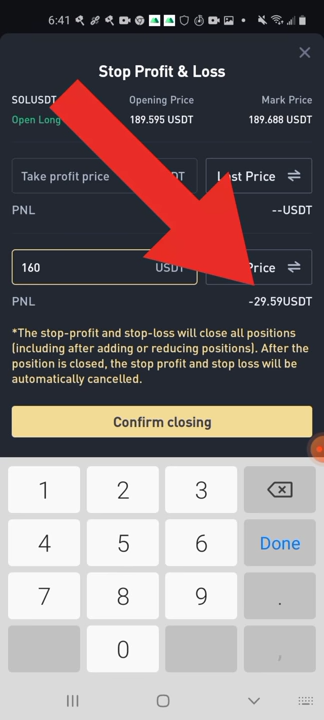 6:41
Stop Profit & Loss
SOLUSDT Opening Price Mark Price
Open Long 189.595 USDT 189.688 USDT
Take profit price DT Last Price
PNL --USDT
160 USDT Price
PNL -29.59USDT
*The stop-profit and stop-loss will close all positions
(including after adding or reducing positions). After the
position is closed, the stop profit and stop loss will be
automatically cancelled.
Confirm closing
1 2 3
4 5 6 Done
7 8 9 .
0 ,